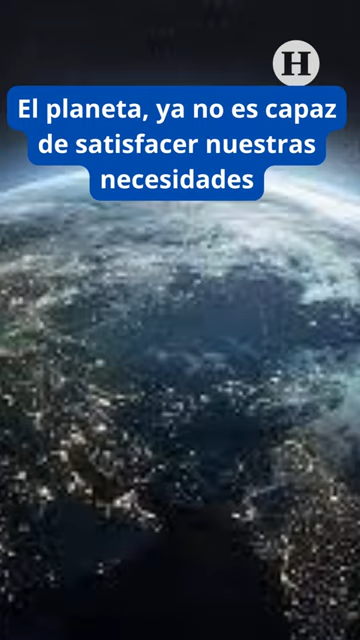 H
El planeta, ya no es capaz
de satisfacer nuestras
necesidades